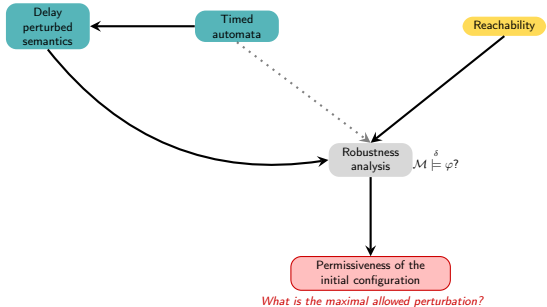 Delay
perturbed
semantics
Timed
automata
Reachability
Robustness
analysis
𝓜 ⊨^δ φ?
Permissiveness of the
initial configuration
What is the maximal allowed perturbation?